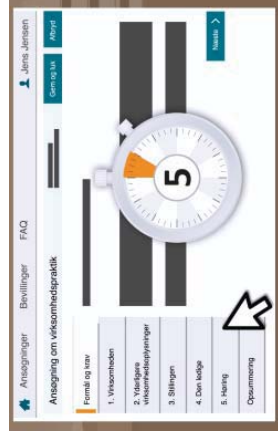 Ansøgninger Bevillinger FAQ Jens Jensen
Ansøgning om virksomhedspraktik
Gem og luk Afbryd
Formål og krav
1. Virksomheden
2. Yderligere
virksomhedsoplysninger
3. Stillingen
4. Den ledige
5. Høring
Opsummering
5
Næste